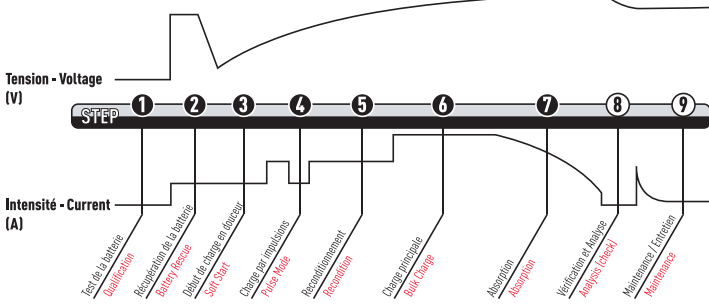 Tension - Voltage
(V)
STEP 1 2 3 4 5 6 7 8 9
Intensité - Current
(A)
Test de la batterie
Qualification
Récupération de la batterie
Battery Rescue
Début de charge en douceur
Soft Start
Charge par impulsions
Pulse Mode
Reconditionnement
Recondition
Charge principale
Bulk Charge
Absorption
Absorption
Vérification et Analyse
Analysis (check)
Maintenance / Entretien
Maintenance